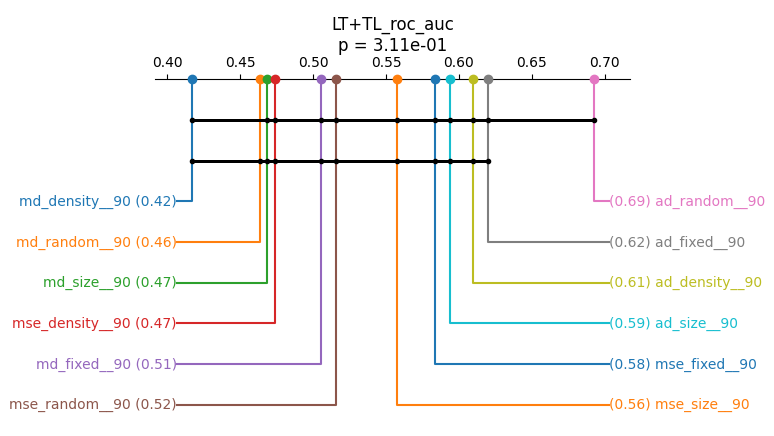 LT+TL_roc_auc
p = 3.11e-01
0.40 0.45 0.50 0.55 0.60 0.65 0.70
md_density__90 (0.42)
(0.69) ad_random__90
md_random__90 (0.46)
(0.62) ad_fixed__90
md_size__90 (0.47)
(0.61) ad_density__90
mse_density__90 (0.47)
(0.59) ad_size__90
md_fixed__90 (0.51)
(0.58) mse_fixed__90
mse_random__90 (0.52)
(0.56) mse_size__90